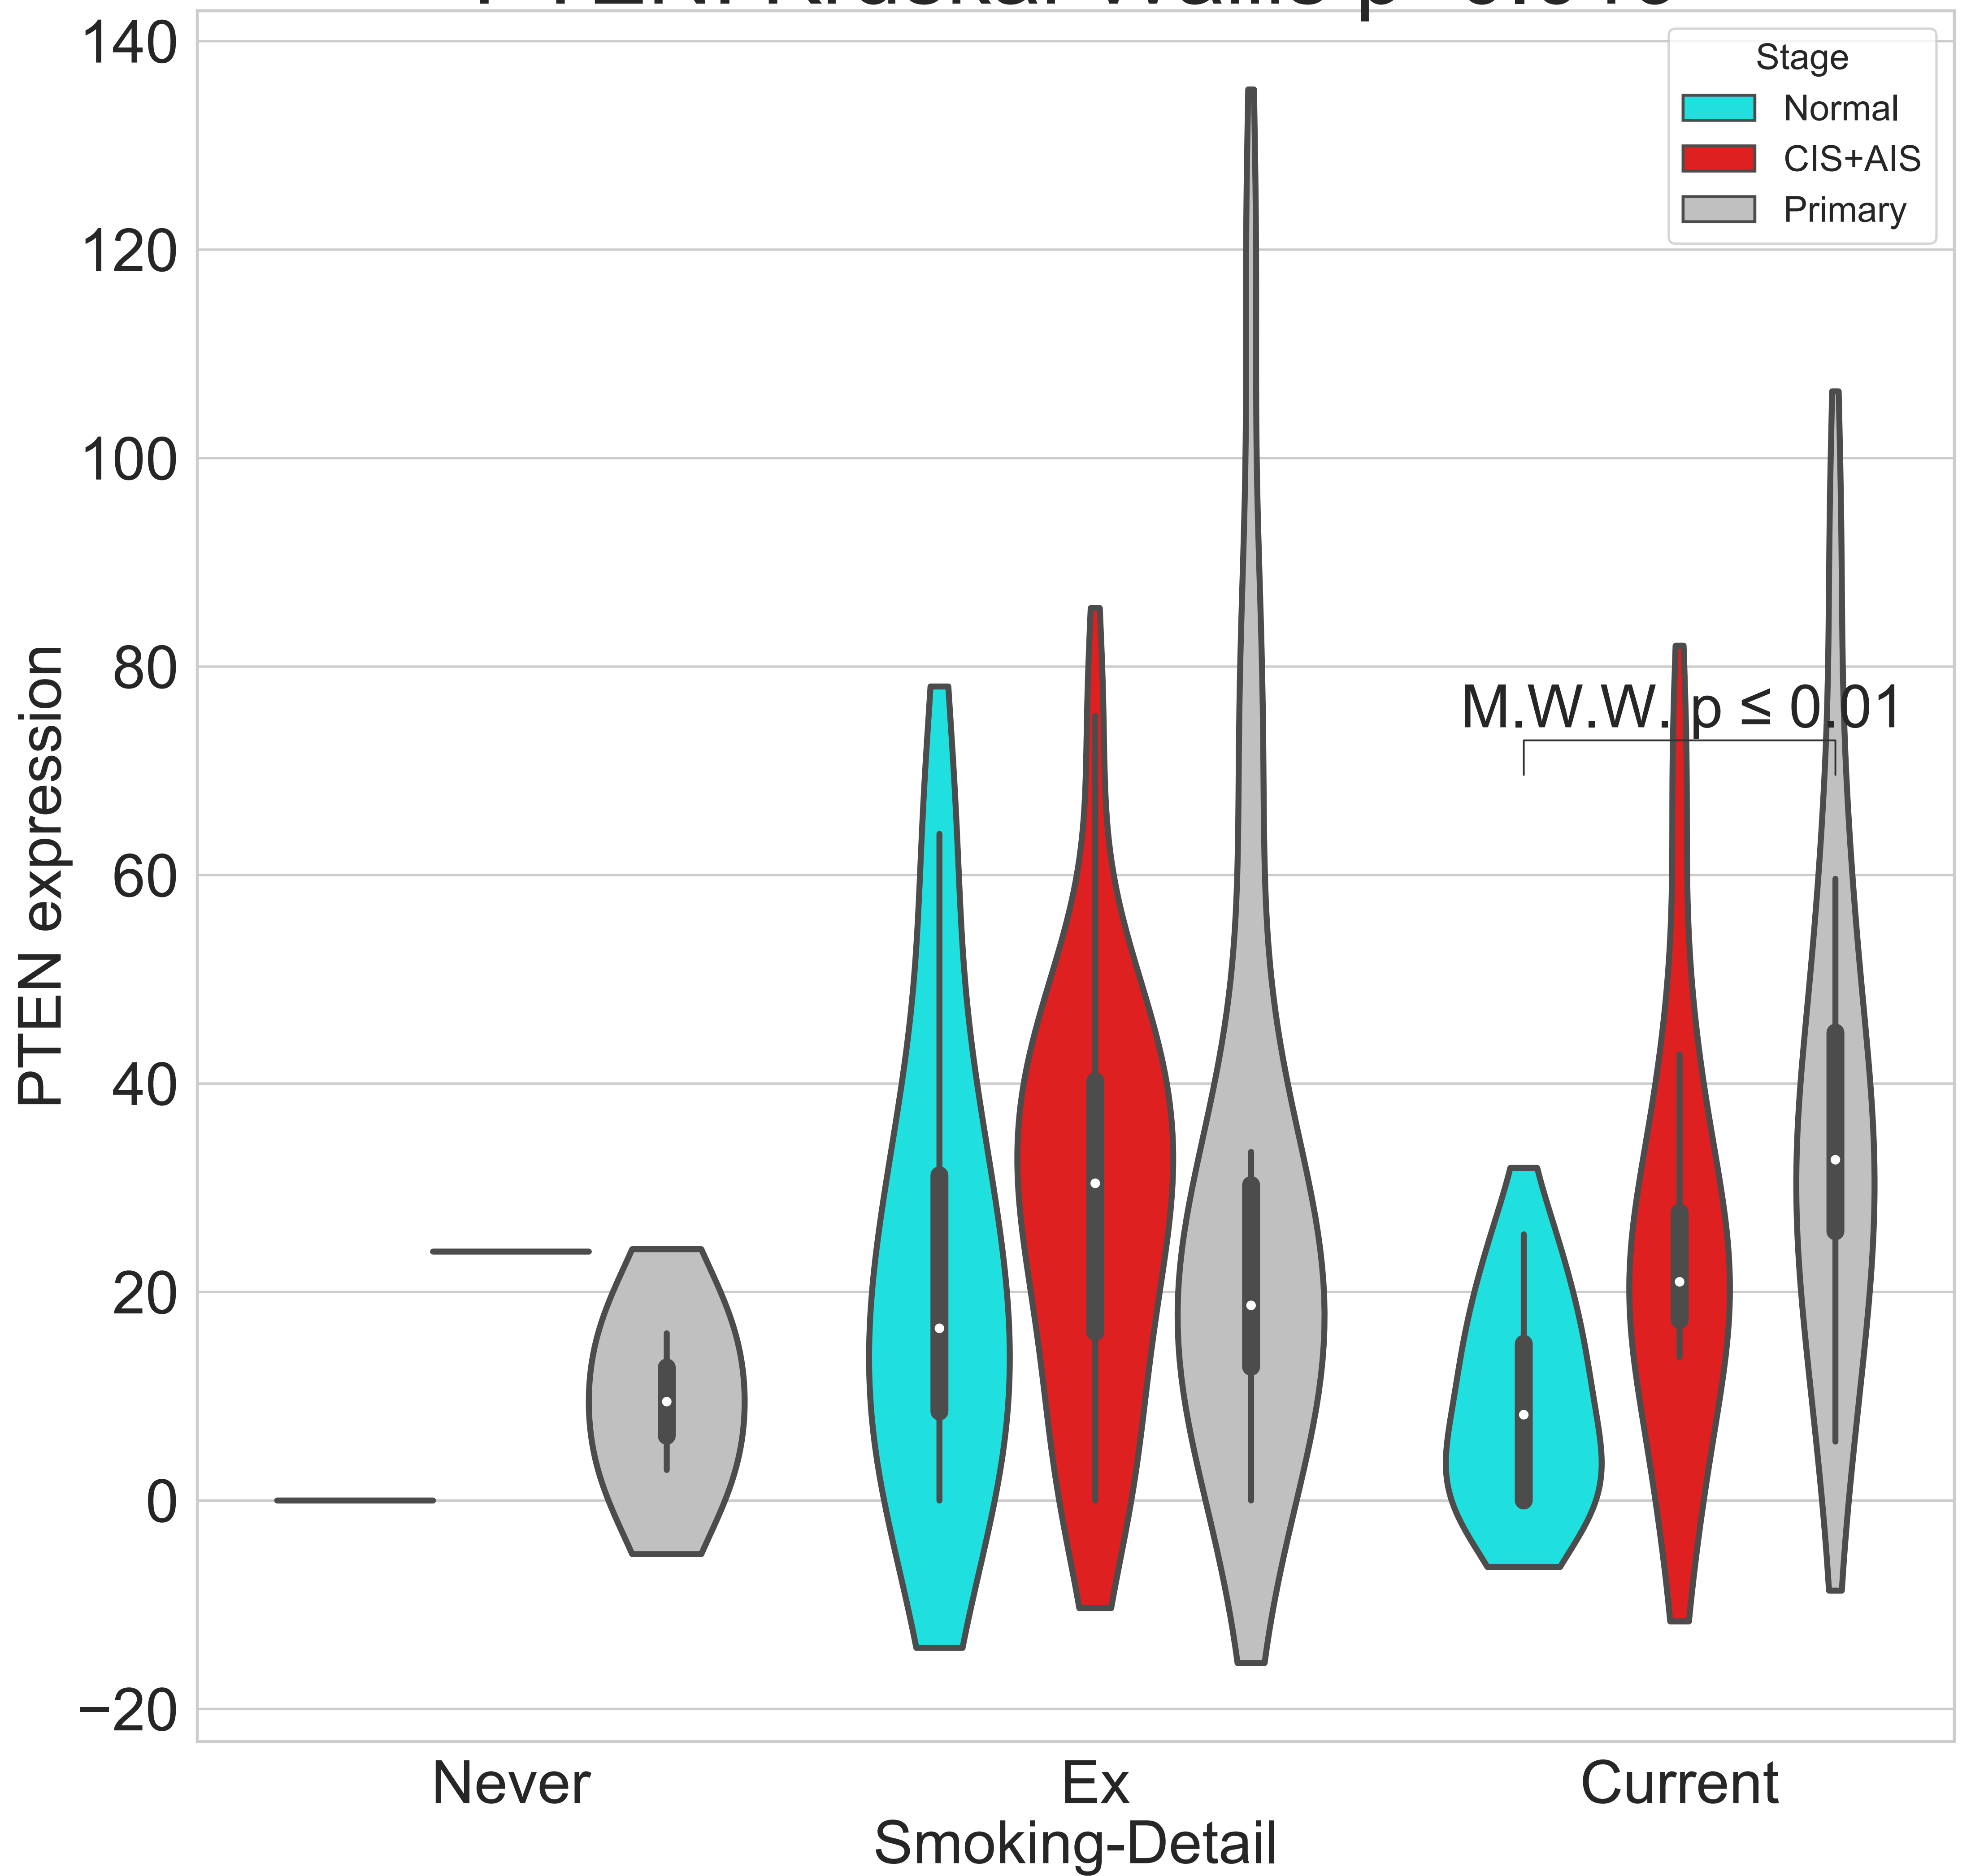 140
120
100
80
60
40
20
0
−20
PTEN expression
Stage
Normal
CIS+AIS
Primary
M.W.W. p ≤ 0.01
Never
Ex
Current
Smoking-Detail